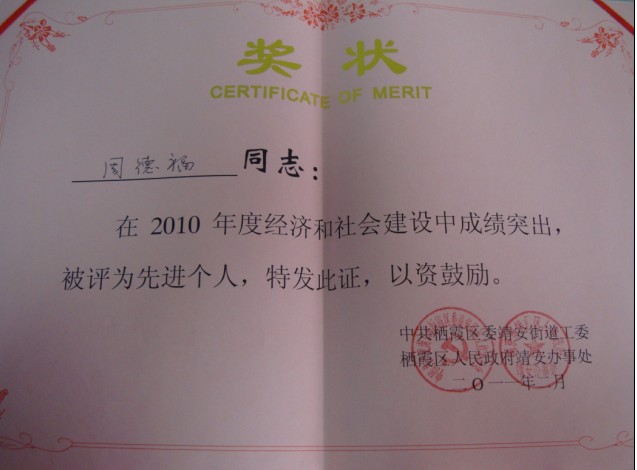 奖状
CERTIFICATE OF MERIT
周德福 同志：
在 2010 年度经济和社会建设中成绩突出，
被评为先进个人，特发此证，以资鼓励。
中共栖霞区委靖安街道工委
栖霞区人民政府靖安办事处
二〇一一年二月